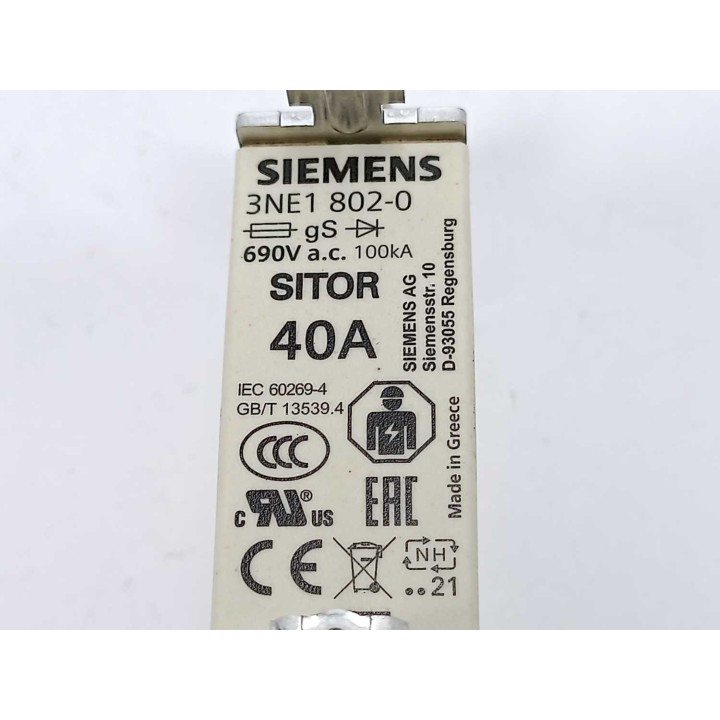 SIEMENS
3NE1 802-0
gS
690V a.c. 100kA
SITOR
40A
SIEMENS AG
Siemensstr. 10
D-93055 Regensburg
IEC 60269-4
GB/T 13539.4
Made in Greece
CCC
c RU ® US
EAC
CE
NH
..21